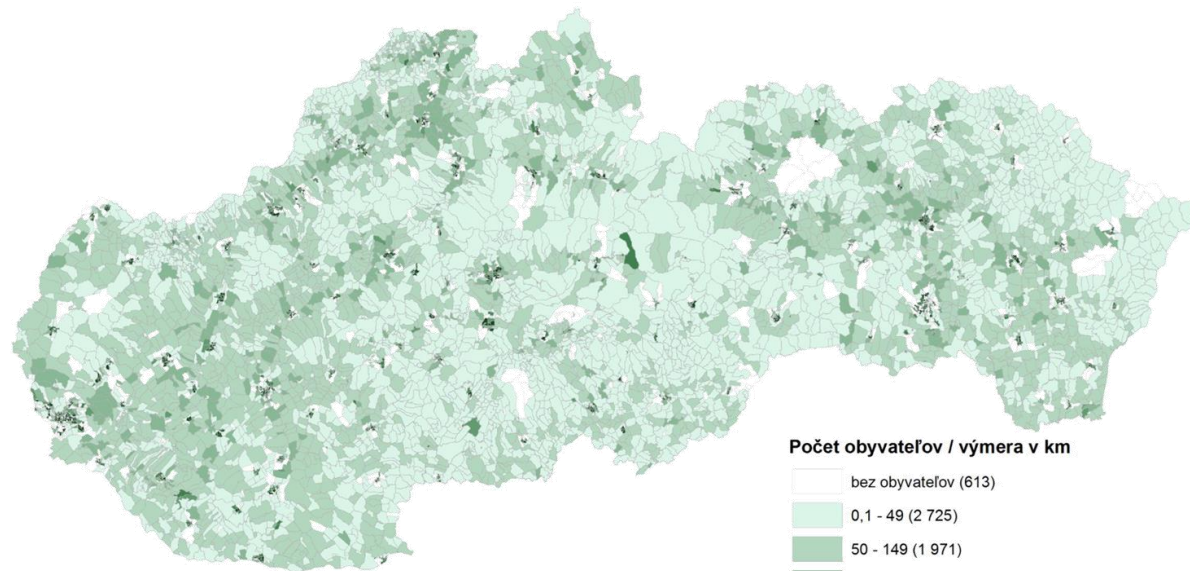 Počet obyvateľov / výmera v km
bez obyvateľov (613)
0,1 - 49 (2 725)
50 - 149 (1 971)